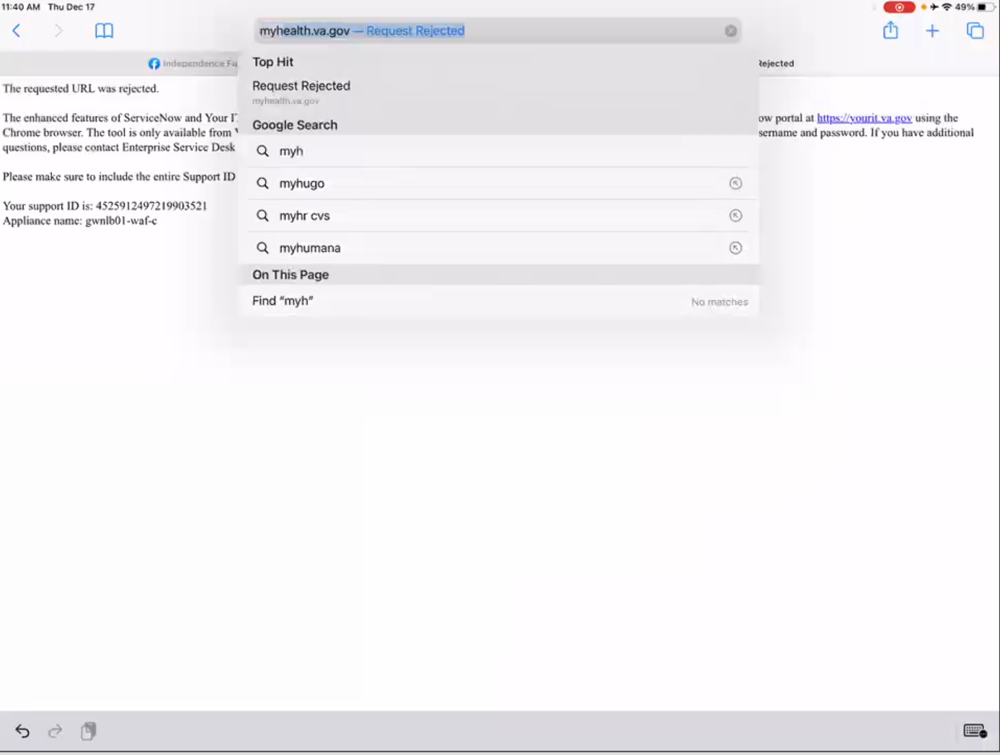 11:40 AM Thu Dec 17
49%
myhealth.va.gov — Request Rejected
Independence Fu
Rejected
Top Hit
Request Rejected
myhealth.va.gov
Google Search
myh
myhugo
myhr cvs
myhumana
On This Page
Find “myh”
No matches
The requested URL was rejected.
The enhanced features of ServiceNow and Your IT
ow portal at https://yourit.va.gov using the
Chrome browser. The tool is only available from
sername and password. If you have additional
questions, please contact Enterprise Service Desk
Please make sure to include the entire Support ID
Your support ID is: 4525912497219903521
Appliance name: gwnlb01-waf-c